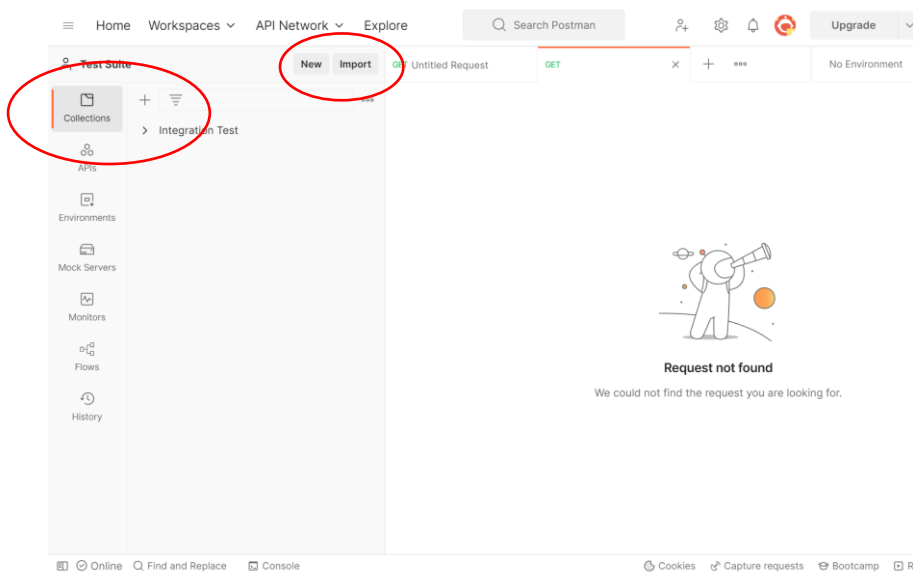 Home Workspaces API Network Explore Search Postman Upgrade
Test Suite New Import GET Untitled Request GET No Environment
Collections
Integration Test
APIs
Environments
Mock Servers
Monitors
Flows
History
Request not found
We could not find the request you are looking for.
Online Find and Replace Console Cookies Capture requests Bootcamp R